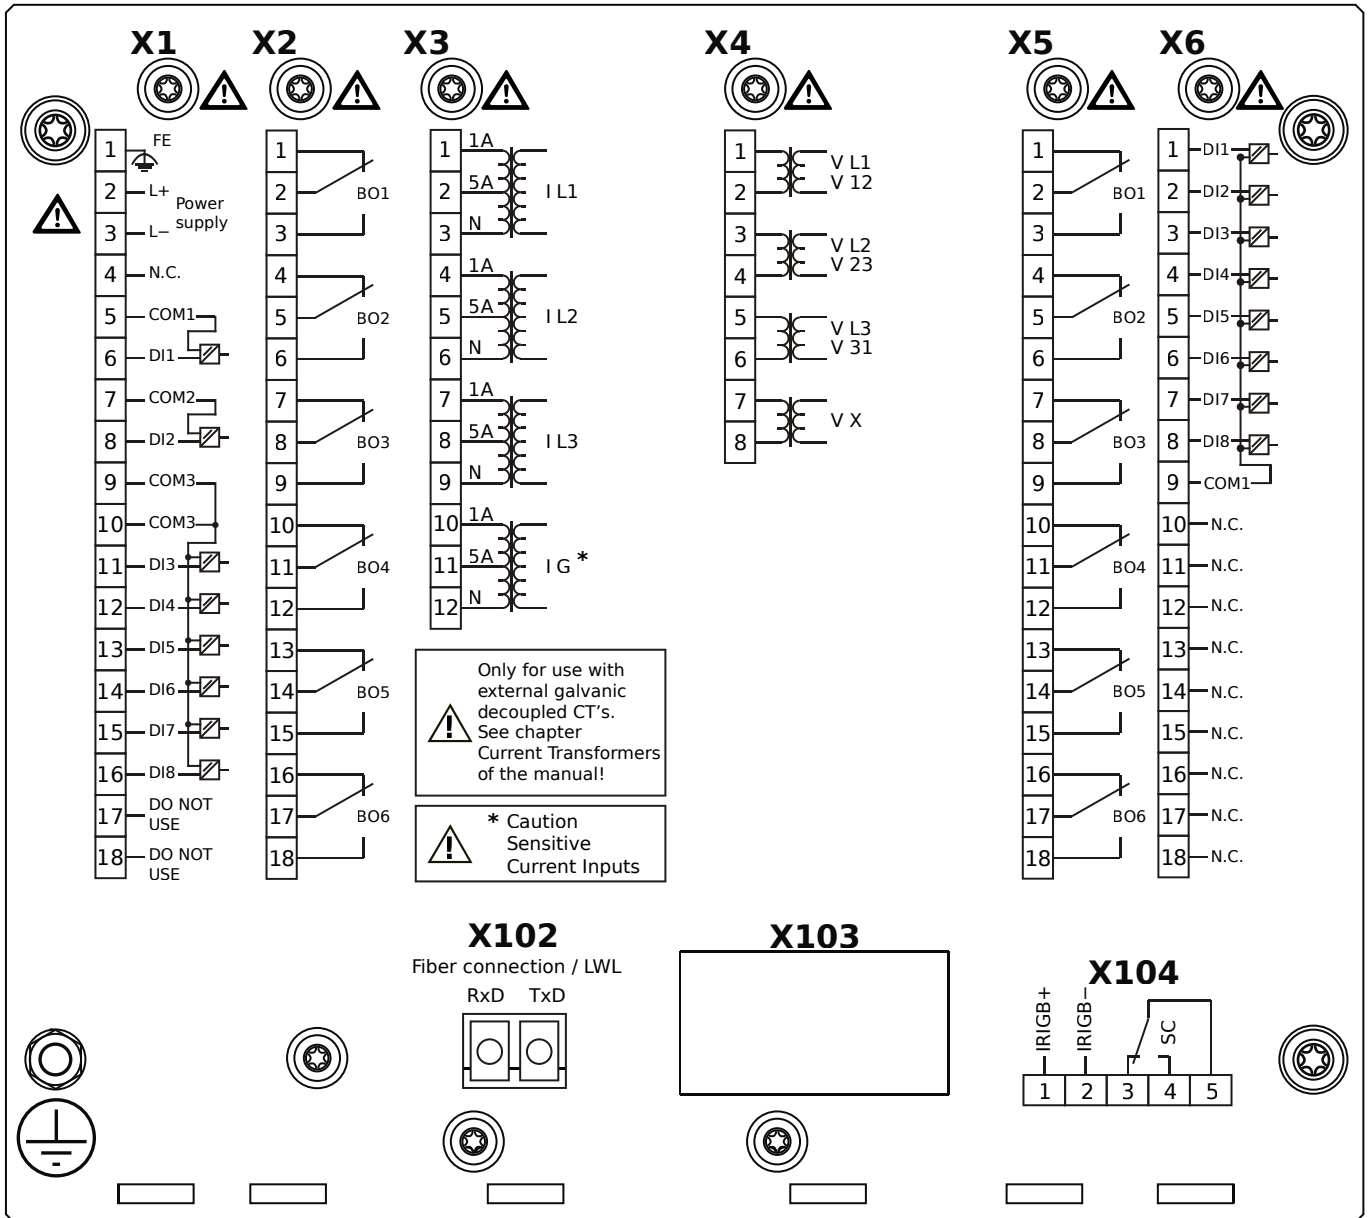 X1
X2
X3
X4
X5
X6
1 FE
2 L+
Power
supply
3 L−
4 N.C.
5 COM1
6 DI1
7 COM2
8 DI2
9 COM3
10 COM3
11 DI3
12 DI4
13 DI5
14 DI6
15 DI7
16 DI8
17 DO NOT
USE
18 DO NOT
USE
1
2 BO1
3
4
5 BO2
6
7
8 BO3
9
10
11 BO4
12
13
14 BO5
15
16
17 BO6
18
1 1A
2 5A I L1
3 N
4 1A
5 5A I L2
6 N
7 1A
8 5A I L3
9 N
10 1A
11 5A I G *
12 N
Only for use with
external galvanic
decoupled CT's.
See chapter
Current Transformers
of the manual!
* Caution
Sensitive
Current Inputs
1 V L1
2 V 12
3 V L2
4 V 23
5 V L3
6 V 31
7 V X
8
1
2 BO1
3
4
5 BO2
6
7
8 BO3
9
10
11 BO4
12
13
14 BO5
15
16
17 BO6
18
1 DI1
2 DI2
3 DI3
4 DI4
5 DI5
6 DI6
7 DI7
8 DI8
9 COM1
10 N.C.
11 N.C.
12 N.C.
13 N.C.
14 N.C.
15 N.C.
16 N.C.
17 N.C.
18 N.C.
X102
Fiber connection / LWL
RxD TxD
X103
X104
IRIGB+
IRIGB−
SC
1 2 3 4 5